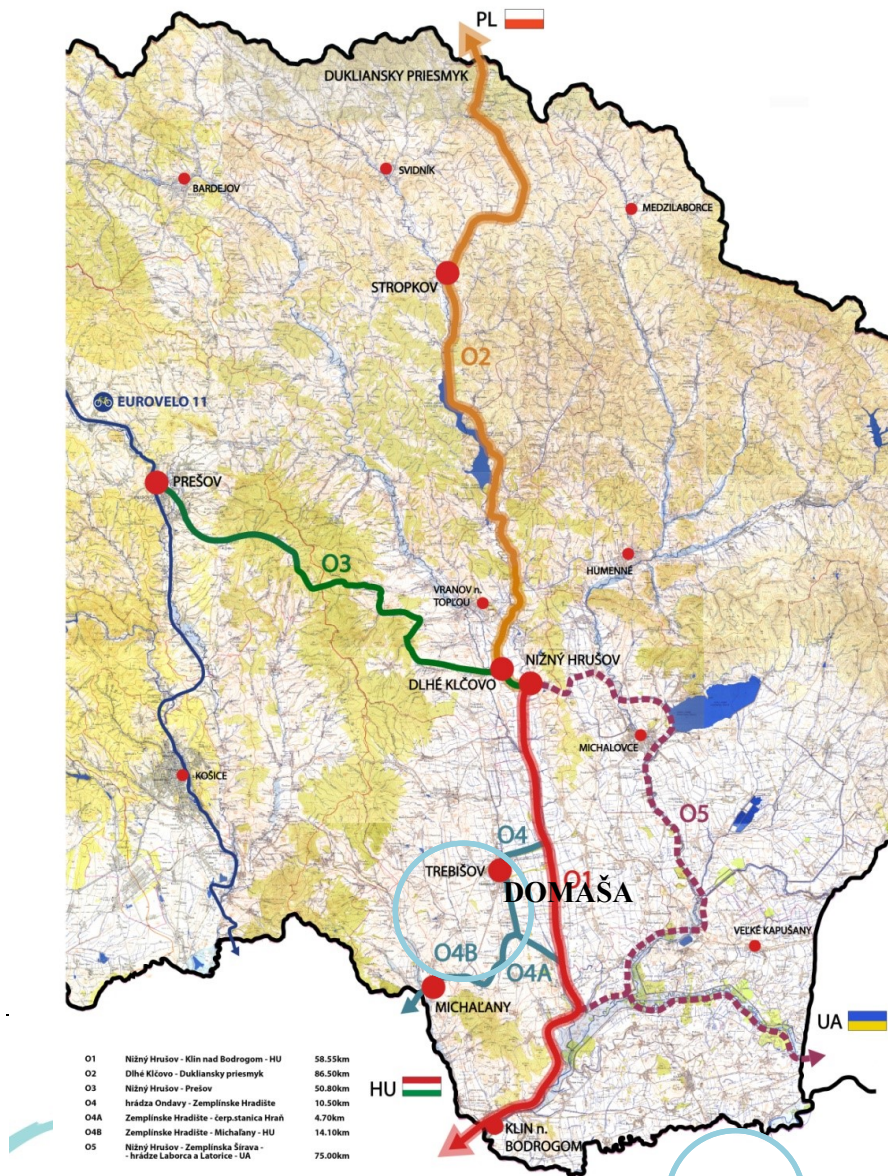 PL
DUKLIANSKY PRIESMYK
SVIDNÍK
BARDEJOV
MEDZILABORCE
STROPKOV
O2
EUROVELO 11
PREŠOV
O3
HUMENNÉ
VRANOV n.
TOPĽOU
NIŽNÝ HRUŠOV
DLHÉ KLČOVO
MICHALOVCE
KOŠICE
O5
O4
TREBIŠOV
O1
DOMAŠA
VEĽKÉ KAPUŠANY
O4B
O4A
MICHAĽANY
UA
HU
KLIN n.
BODROGOM
O1 Nižný Hrušov - Klin nad Bodrogom - HU 58.55km
O2 Dlhé Klčovo - Dukliansky priesmyk 86.50km
O3 Nižný Hrušov - Prešov 50.80km
O4 hrádza Ondavy - Zemplínske Hradište 10.50km
O4A Zemplínske Hradište - čerp.stanica Hraň 4.70km
O4B Zemplínske Hradište - Michaľany - HU 14.10km
O5 Nižný Hrušov - Zemplínska Šírava -
- hrádze Laborca a Latorice - UA 75.00km